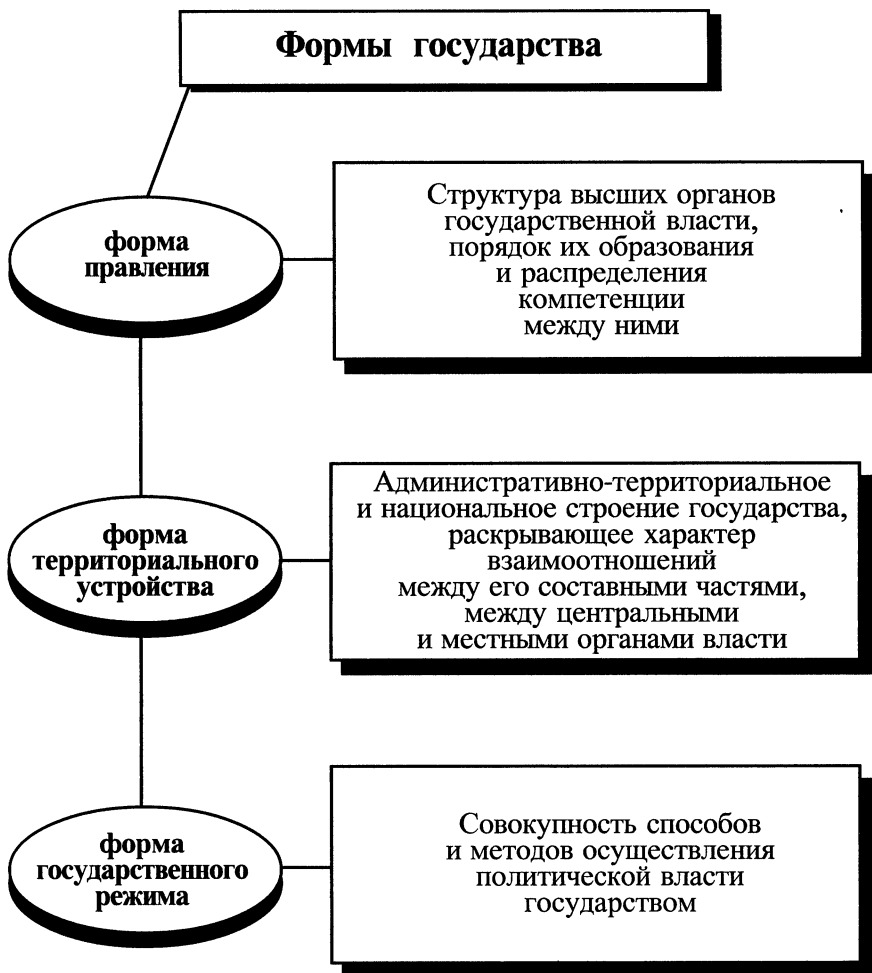 Формы государства
форма
правления
Структура высших органов
государственной власти,
порядок их образования
и распределения
компетенции
между ними
форма
территориального
устройства
Административно-территориальное
и национальное строение государства,
раскрывающее характер
взаимоотношений
между его составными частями,
между центральными
и местными органами власти
форма
государственного
режима
Совокупность способов
и методов осуществления
политической власти
государством